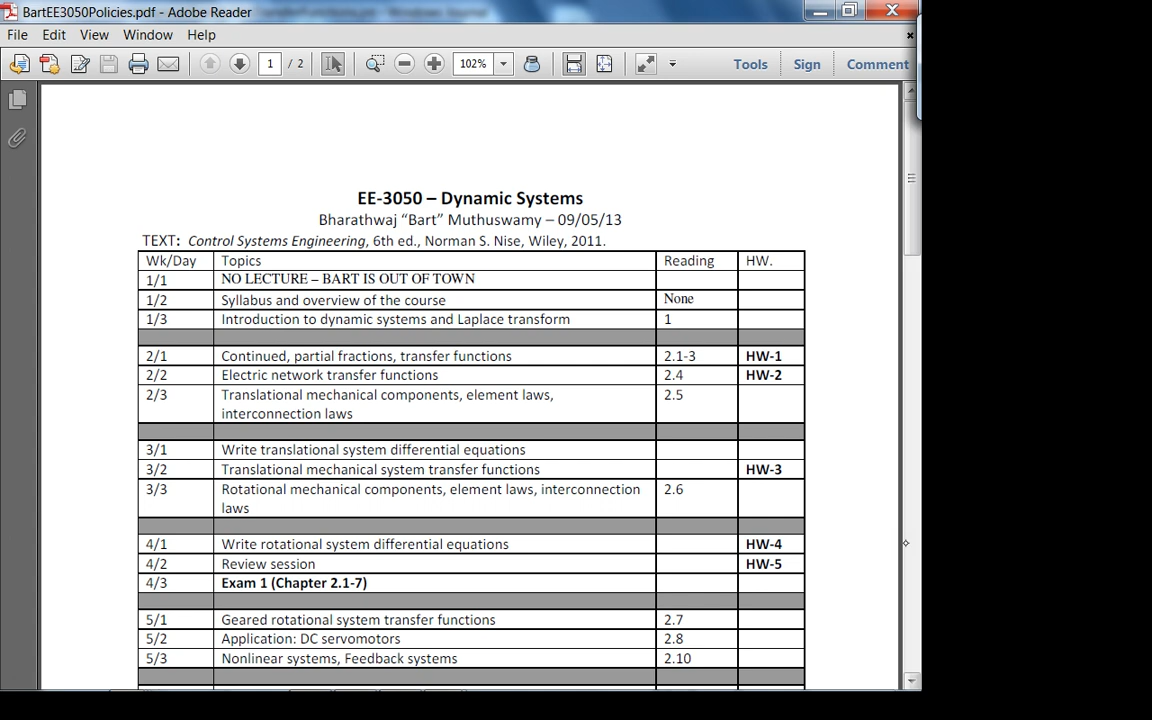 BartEE3050Policies.pdf - Adobe Reader
File Edit View Window Help
1 / 2 102% Tools Sign Comment
EE-3050 – Dynamic Systems
Bharathwaj “Bart” Muthuswamy – 09/05/13
TEXT: Control Systems Engineering, 6th ed., Norman S. Nise, Wiley, 2011.
Wk/Day Topics Reading HW.
1/1 NO LECTURE – BART IS OUT OF TOWN
1/2 Syllabus and overview of the course None
1/3 Introduction to dynamic systems and Laplace transform 1
2/1 Continued, partial fractions, transfer functions 2.1-3 HW-1
2/2 Electric network transfer functions 2.4 HW-2
2/3 Translational mechanical components, element laws, 2.5
interconnection laws
3/1 Write translational system differential equations
3/2 Translational mechanical system transfer functions HW-3
3/3 Rotational mechanical components, element laws, interconnection 2.6
laws
4/1 Write rotational system differential equations HW-4
4/2 Review session HW-5
4/3 Exam 1 (Chapter 2.1-7)
5/1 Geared rotational system transfer functions 2.7
5/2 Application: DC servomotors 2.8
5/3 Nonlinear systems, Feedback systems 2.10